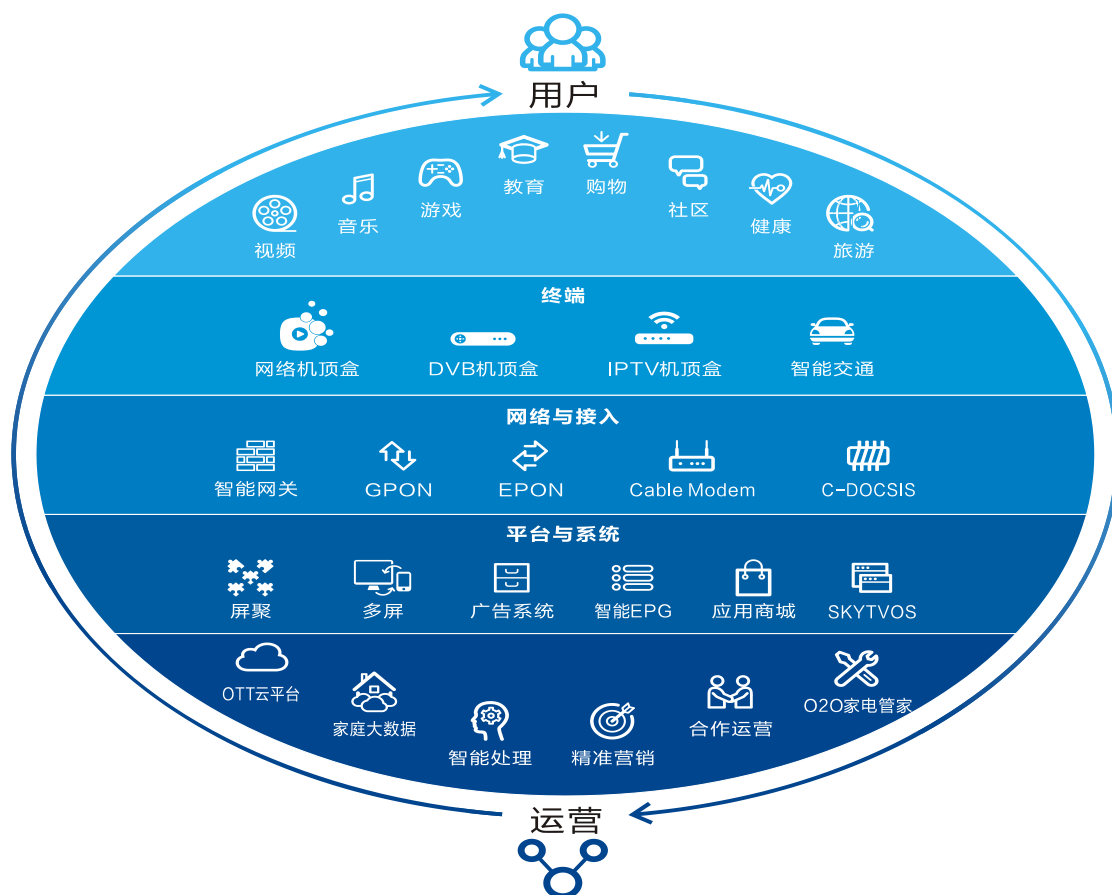 用户
视频
音乐
游戏
教育
购物
社区
健康
旅游
终端
网络机顶盒
DVB机顶盒
IPTV机顶盒
智能交通
网络与接入
智能网关
GPON
EPON
Cable Modem
C-DOCSIS
平台与系统
屏聚
多屏
广告系统
智能EPG
应用商城
SKYTVOS
OTT云平台
家庭大数据
智能处理
精准营销
合作运营
O2O家电管家
运营